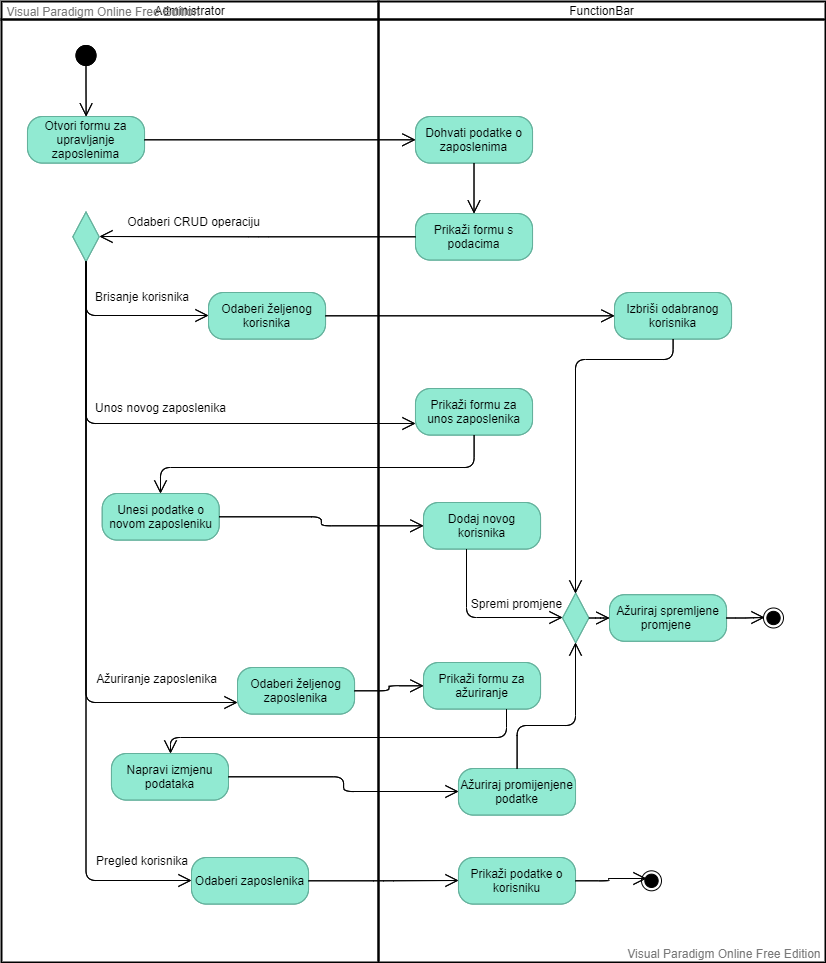 Visual Paradigm Online Free Edition
Administrator
FunctionBar
Otvori formu za
upravljanje
zaposlenima
Dohvati podatke o
zaposlenima
Odaberi CRUD operaciju
Prikaži formu s
podacima
Brisanje korisnika
Odaberi željenog
korisnika
Izbriši odabranog
korisnika
Unos novog zaposlenika
Prikaži formu za
unos zaposlenika
Unesi podatke o
novom zaposleniku
Dodaj novog
korisnika
Spremi promjene
Ažuriraj spremljene
promjene
Ažuriranje zaposlenika
Odaberi željenog
zaposlenika
Prikaži formu za
ažuriranje
Napravi izmjenu
podataka
Ažuriraj promijenjene
podatke
Pregled korisnika
Odaberi zaposlenika
Prikaži podatke o
korisniku
Visual Paradigm Online Free Edition